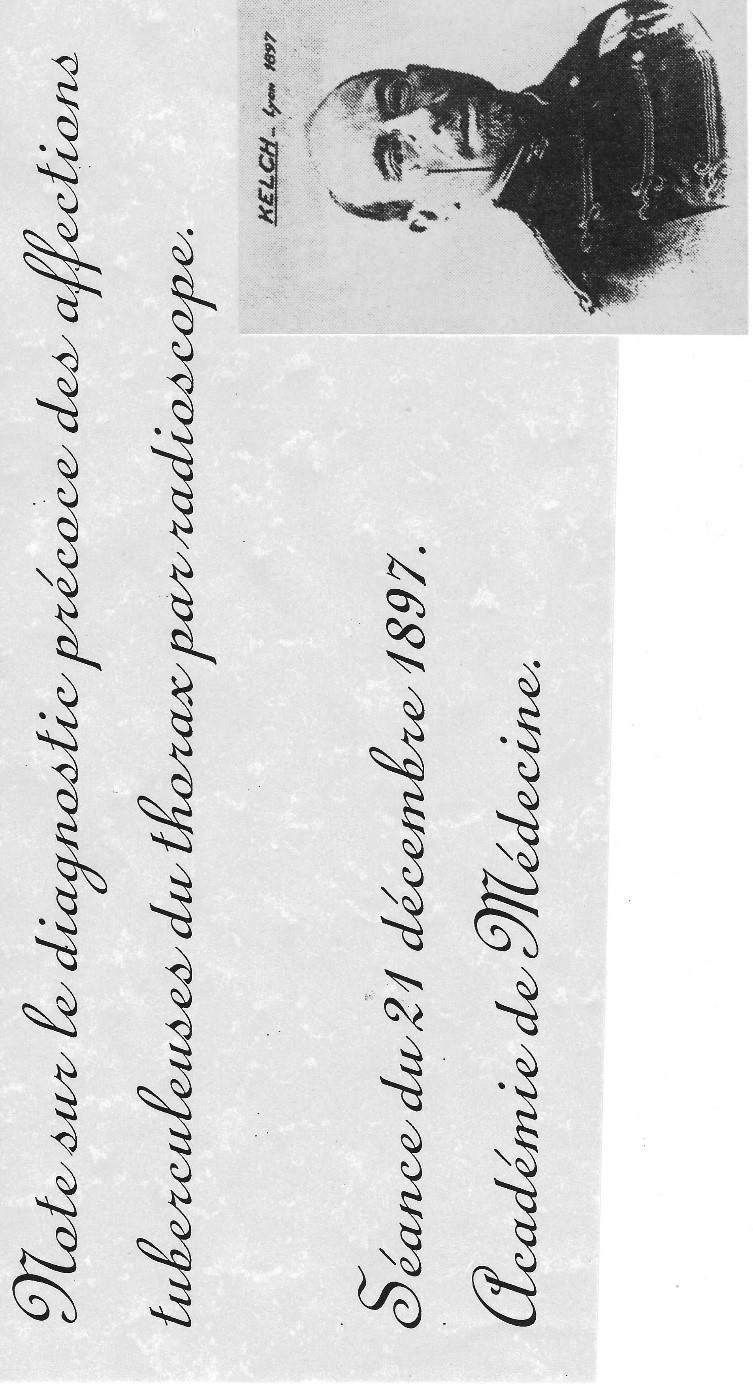 Note sur le diagnostic précoce des affections
tuberculeuses du thorax par radioscope.
KELCH - Lyon 1897
Séance du 21 décembre 1897.
Académie de Médecine.